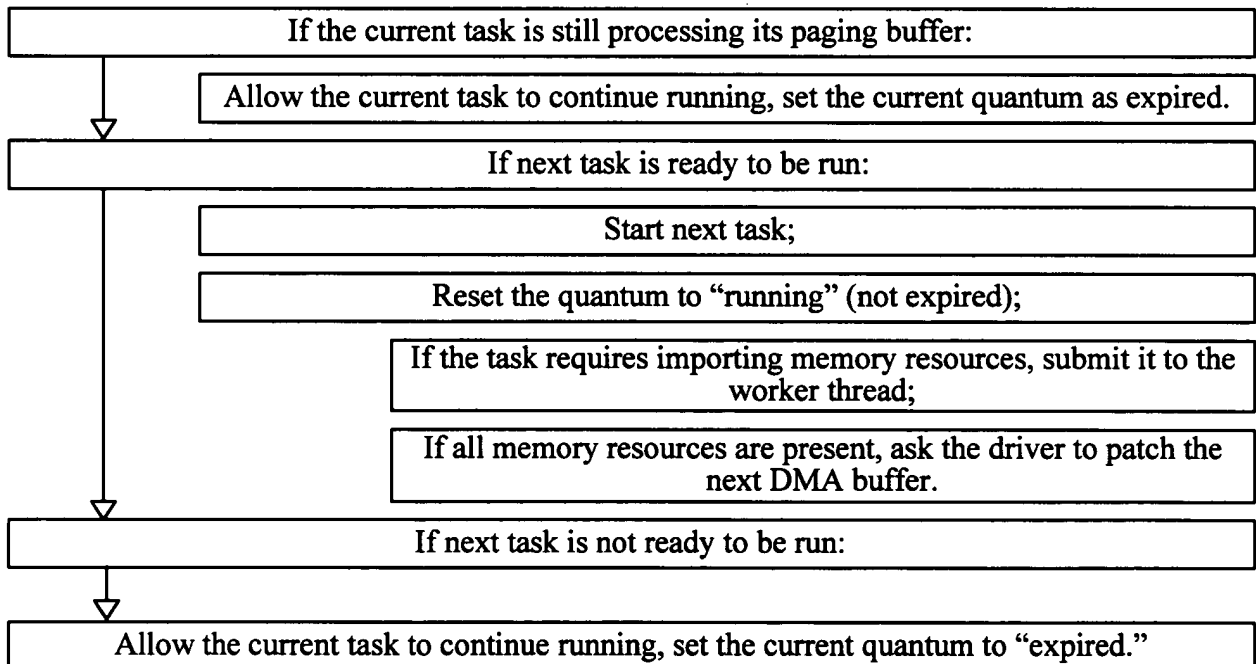 If the current task is still processing its paging buffer:
Allow the current task to continue running, set the current quantum as expired.
If next task is ready to be run:
Start next task;
Reset the quantum to “running” (not expired);
If the task requires importing memory resources, submit it to the
worker thread;
If all memory resources are present, ask the driver to patch the
next DMA buffer.
If next task is not ready to be run:
Allow the current task to continue running, set the current quantum to “expired.”